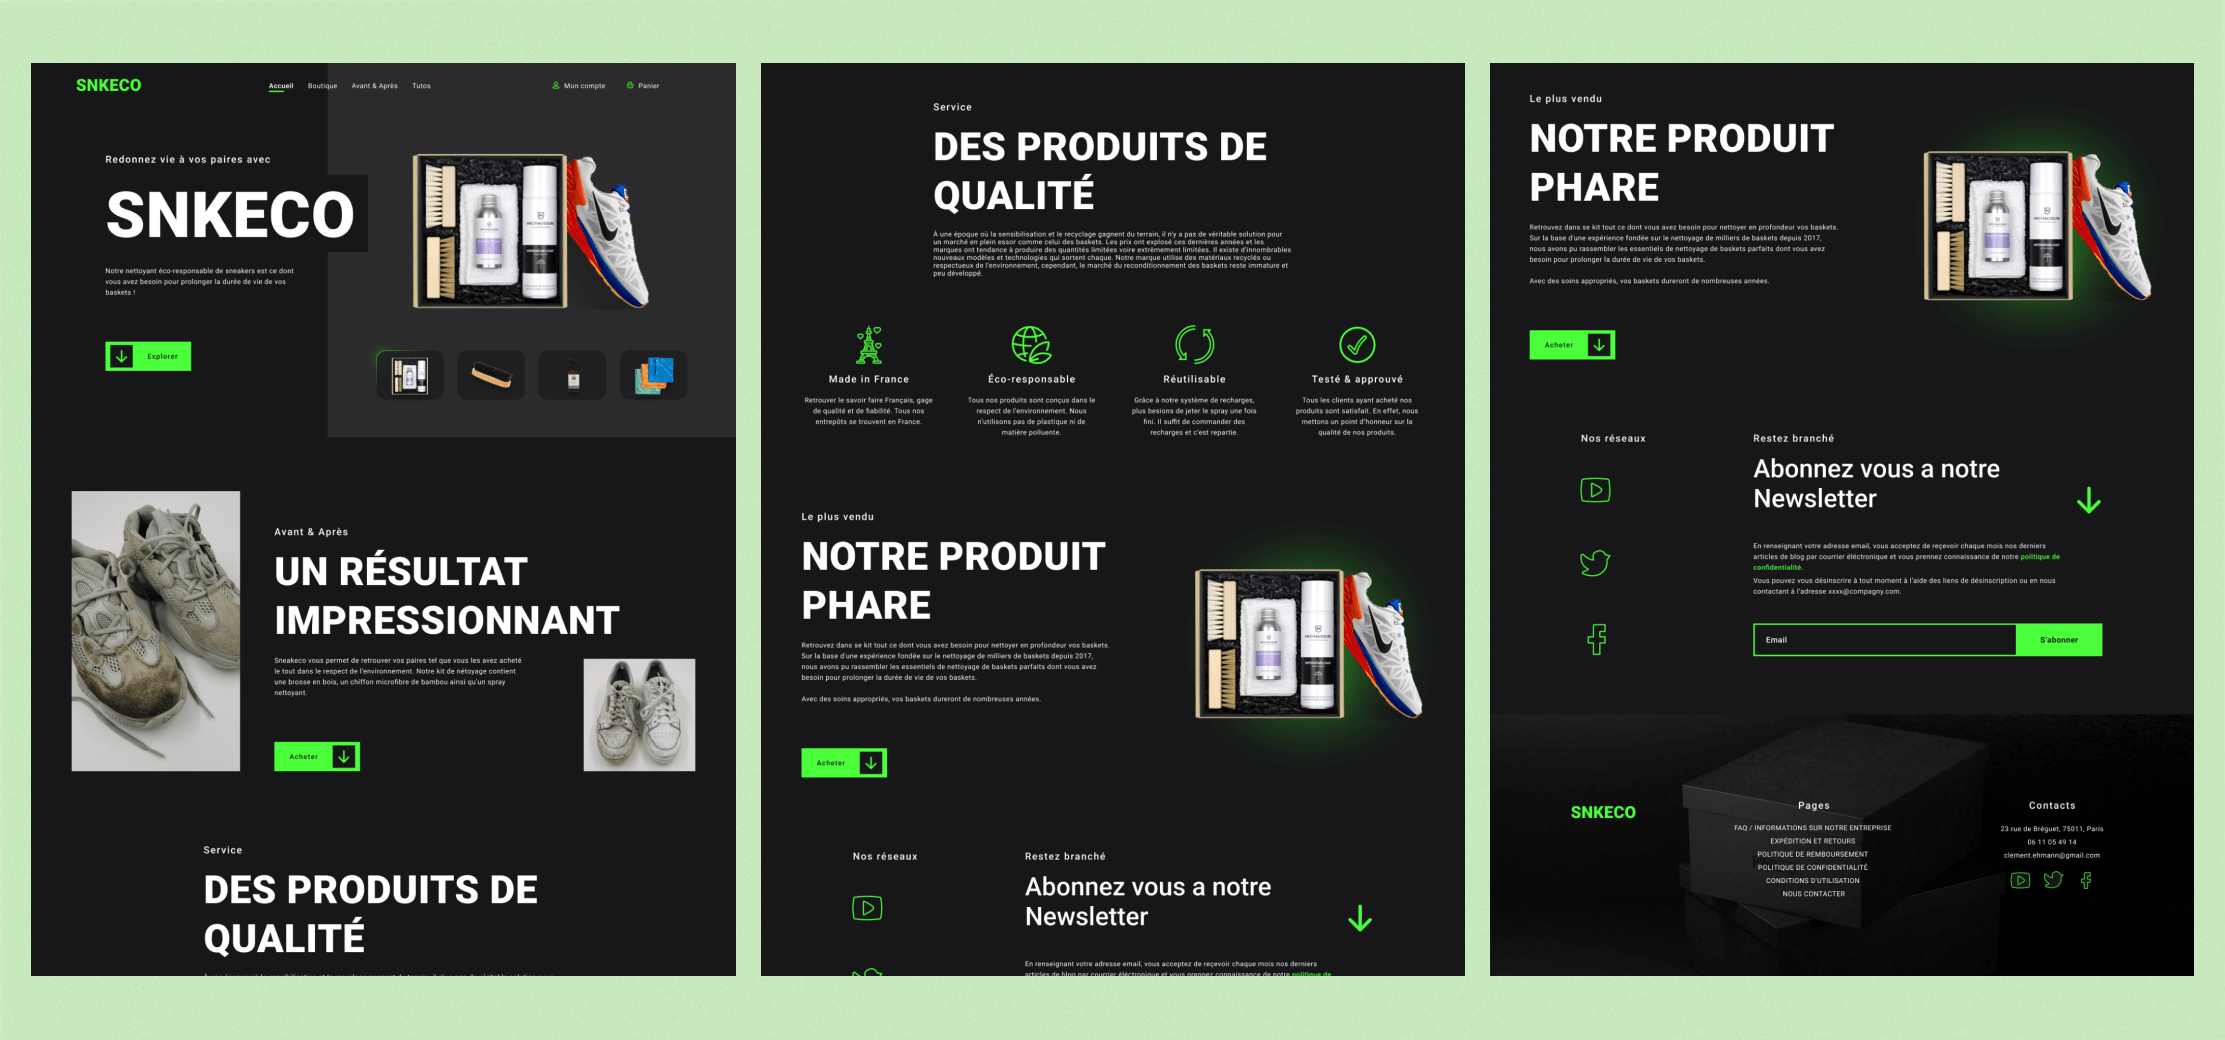 SNKECO
Accueil
Boutique
Avant & Après
Tutos
Mon compte
Panier
Redonnez vie à vos paires avec
SNKECO
Notre nettoyant éco-responsable de sneakers est ce dont
vous avez besoin pour prolonger la durée de vie de vos
baskets !
Explorer
Avant & Après
UN RÉSULTAT
IMPRESSIONNANT
Sneakeco vous permet de retrouver vos paires tel que vous les avez acheté
le tout dans le respect de l'environnement. Notre kit de nétoyage contient
une brosse en bois, un chiffon microfibre de bambou ainsi qu'un spray
nettoyant.
Acheter
Service
DES PRODUITS DE
QUALITÉ
Service
DES PRODUITS DE
QUALITÉ
À une époque où la sensibilisation et le recyclage gagnent du terrain, il n'y a pas de véritable solution pour
un marché en plein essor comme celui des baskets. Les prix ont explosé ces dernières années et les
marques ont tendance à produire des quantités limitées voire extrêmement limitées. Il existe d'innombrables
nouveaux modèles et technologies qui sortent chaque. Notre marque utilise des matériaux recyclés ou
respectueux de l'environnement, cependant, le marché du reconditionnement des baskets reste immature et
peu développé.
Made in France
Retrouver le savoir faire Français, gage
de qualité et de fiabilité. Tous nos
entrepôts se trouvent en France.
Éco-responsable
Tous nos produits sont conçus dans le
respect de l'environnement. Nous
n'utilisons pas de plastique ni de
matière polluente.
Réutilisable
Grâce à notre système de recharges,
plus besions de jeter le spray une fois
fini. Il suffit de commander des
recharges et c'est repartie.
Testé & approuvé
Tous les clients ayant acheté nos
produits sont satisfait. En effet, nous
mettons un point d'honneur sur la
qualité de nos produits.
Le plus vendu
NOTRE PRODUIT
PHARE
Retrouvez dans se kit tout ce dont vous avez besoin pour nettoyer en profondeur vos baskets.
Sur la base d'une expérience fondée sur le nettoyage de milliers de baskets depuis 2017,
nous avons pu rassembler les essentiels de nettoyage de baskets parfaits dont vous avez
besoin pour prolonger la durée de vie de vos baskets.
Avec des soins appropriés, vos baskets dureront de nombreuses années.
Acheter
Nos réseaux
Restez branché
Abonnez vous a notre
Newsletter
En renseignant votre adresse email, vous acceptez de reçevoir chaque mois nos derniers
articles de blog par courrier éléctronique et vous prennez connaissance de notre politique de
Le plus vendu
NOTRE PRODUIT
PHARE
Retrouvez dans se kit tout ce dont vous avez besoin pour nettoyer en profondeur vos baskets.
Sur la base d'une expérience fondée sur le nettoyage de milliers de baskets depuis 2017,
nous avons pu rassembler les essentiels de nettoyage de baskets parfaits dont vous avez
besoin pour prolonger la durée de vie de vos baskets.
Avec des soins appropriés, vos baskets dureront de nombreuses années.
Acheter
Nos réseaux
Restez branché
Abonnez vous a notre
Newsletter
En renseignant votre adresse email, vous acceptez de reçevoir chaque mois nos derniers
articles de blog par courrier éléctronique et vous prennez connaissance de notre politique de
confidentialité.
Vous pouvez vous désinscrire à tout moment à l'aide des liens de désinscription ou en nous
contactant à l'adresse xxxx@compagny.com.
Email
S'abonner
SNKECO
Pages
FAQ / INFORMATIONS SUR NOTRE ENTREPRISE
EXPÉDITION ET RETOURS
POLITIQUE DE REMBOURSEMENT
POLITIQUE DE CONFIDENTIALITÉ
CONDITIONS D'UTILISATION
NOUS CONTACTER
Contacts
23 rue de Bréguet, 75011, Paris
06 11 05 49 14
clement.ehmann@gmail.com